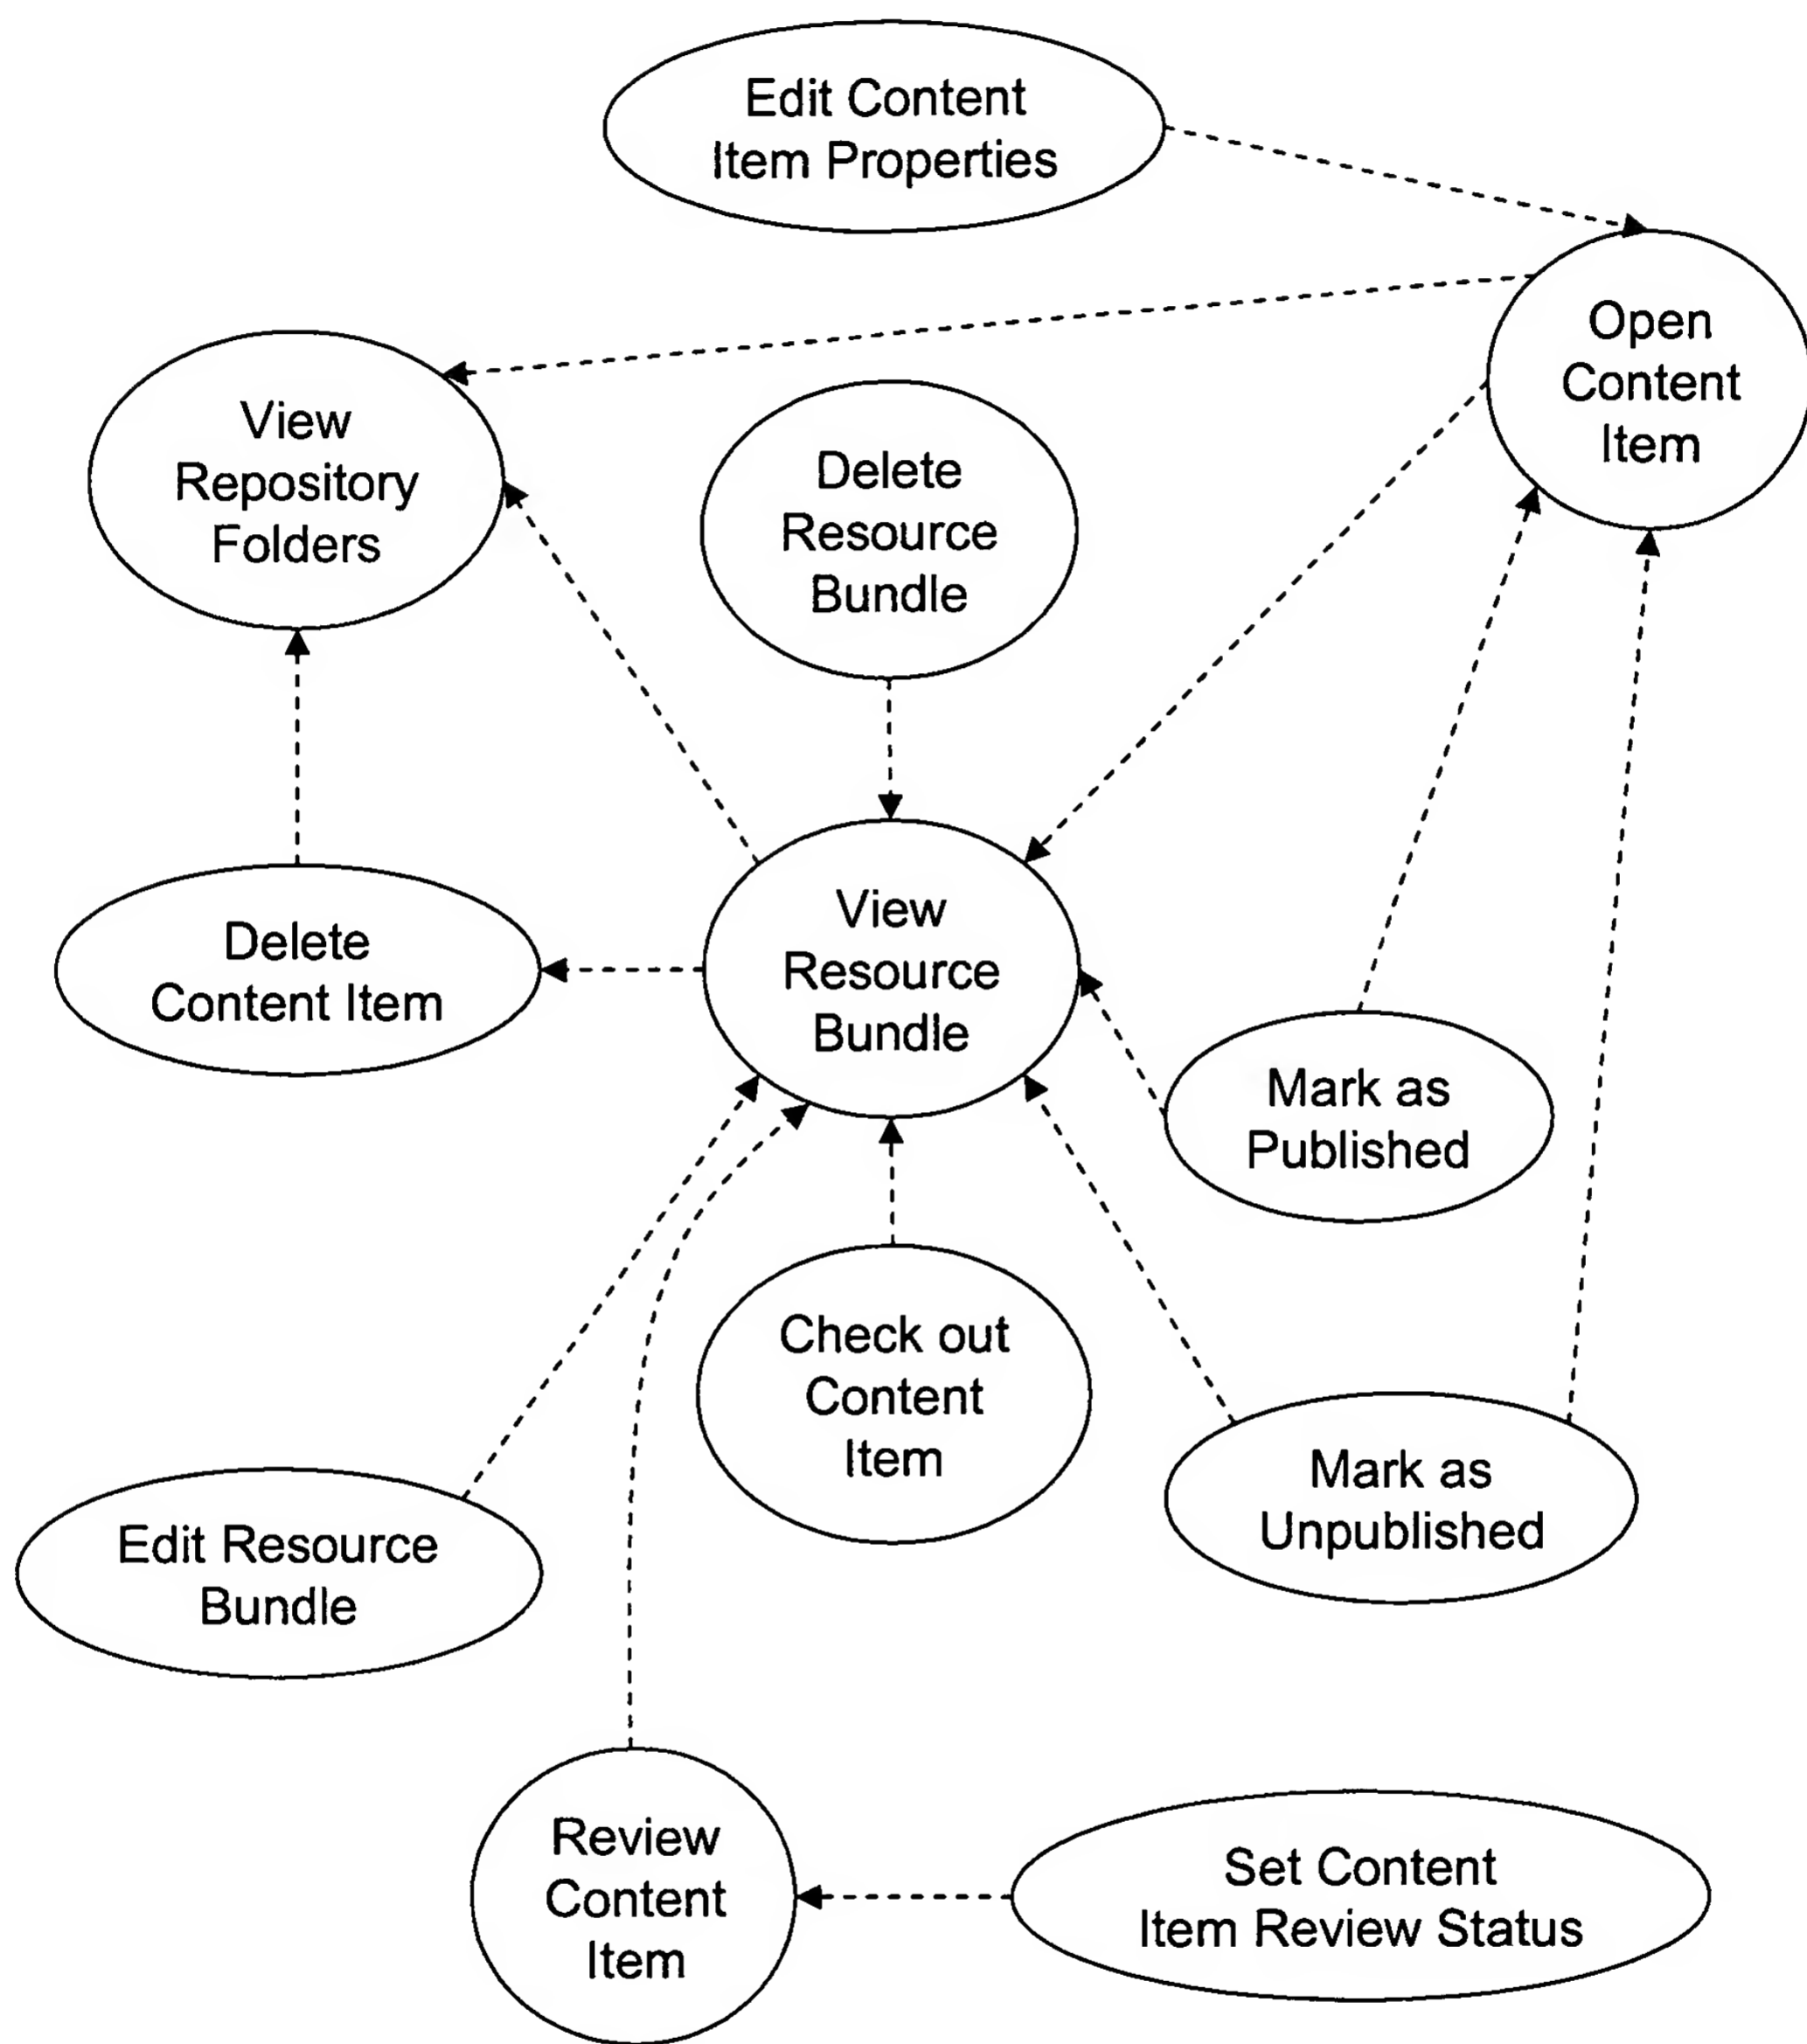 Edit Content
Item Properties
Open
Content
Item
View
Repository
Folders
Delete
Resource
Bundle
Delete
Content Item
View
Resource
Bundle
Mark as
Published
Check out
Content
Item
Mark as
Unpublished
Edit Resource
Bundle
Review
Content
Item
Set Content
Item Review Status